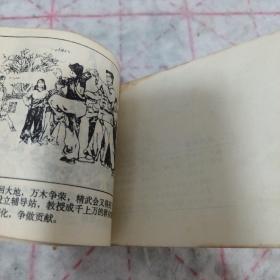 回大地，万木争荣，精武会又
设立辅导站，教授成千上万的
化，争做贡献。